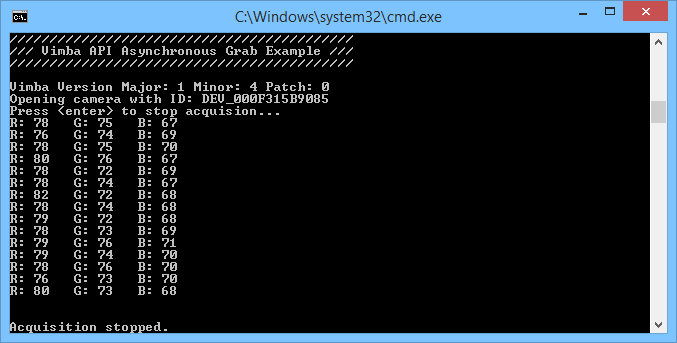 C:\Windows\system32\cmd.exe
///////////////////////////////////////////
/// Vimba API Asynchronous Grab Example ///
///////////////////////////////////////////
Vimba Version Major: 1 Minor: 4 Patch: 0
Opening camera with ID: DEV_000F315B9085
Press <enter> to stop acquision...
R: 78   G: 75   B: 67
R: 76   G: 74   B: 69
R: 78   G: 75   B: 70
R: 80   G: 76   B: 67
R: 78   G: 72   B: 69
R: 78   G: 74   B: 67
R: 82   G: 72   B: 68
R: 78   G: 74   B: 68
R: 79   G: 72   B: 68
R: 78   G: 73   B: 69
R: 79   G: 76   B: 71
R: 79   G: 74   B: 70
R: 78   G: 76   B: 70
R: 76   G: 73   B: 70
R: 80   G: 73   B: 68
Acquisition stopped.